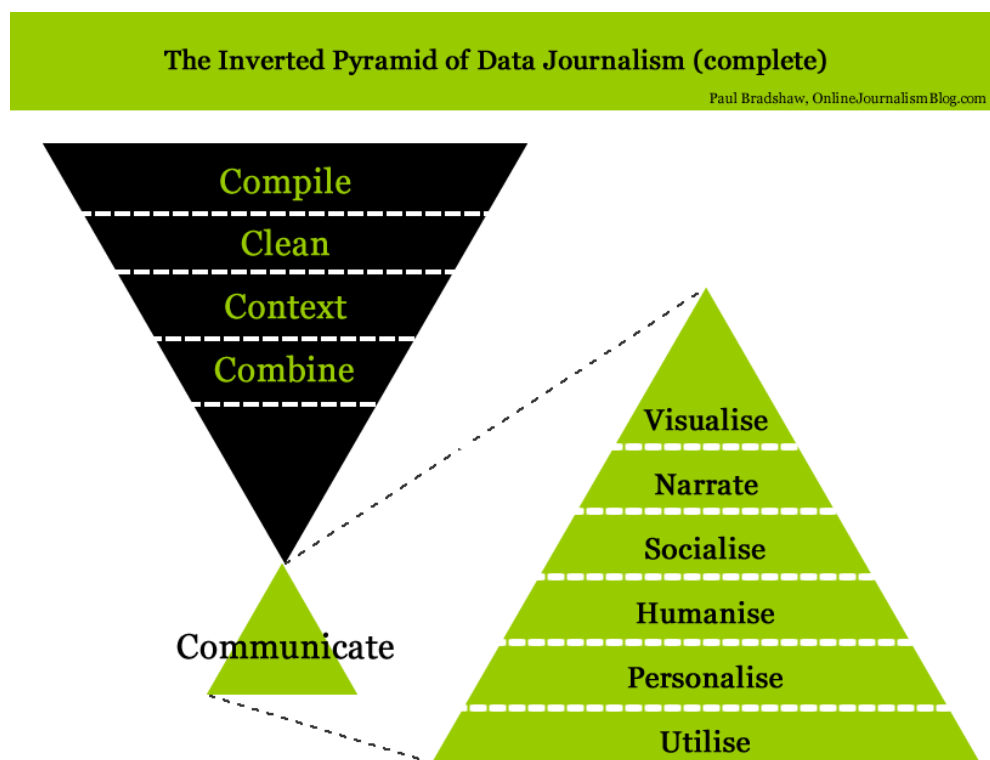 The Inverted Pyramid of Data Journalism (complete)
Paul Bradshaw, OnlineJournalismBlog.com
Compile
Clean
Context
Combine
Communicate
Visualise
Narrate
Socialise
Humanise
Personalise
Utilise